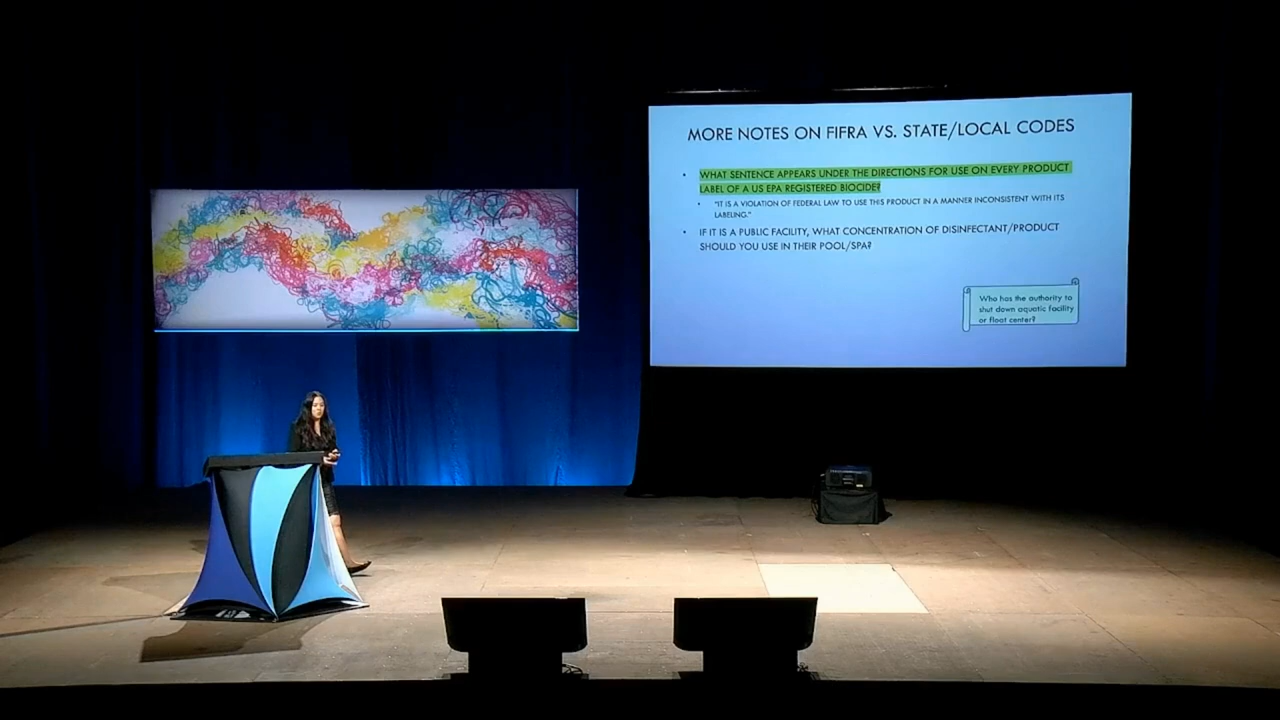 MORE NOTES ON FIFRA VS. STATE/LOCAL CODES
• WHAT SENTENCE APPEARS UNDER THE DIRECTIONS FOR USE ON EVERY PRODUCT
LABEL OF A US EPA REGISTERED BIOCIDE?
• "IT IS A VIOLATION OF FEDERAL LAW TO USE THIS PRODUCT IN A MANNER INCONSISTENT WITH ITS
LABELING."
• IF IT IS A PUBLIC FACILITY, WHAT CONCENTRATION OF DISINFECTANT/PRODUCT
SHOULD YOU USE IN THEIR POOL/SPA?
Who has the authority to
shut down aquatic facility
or float center?